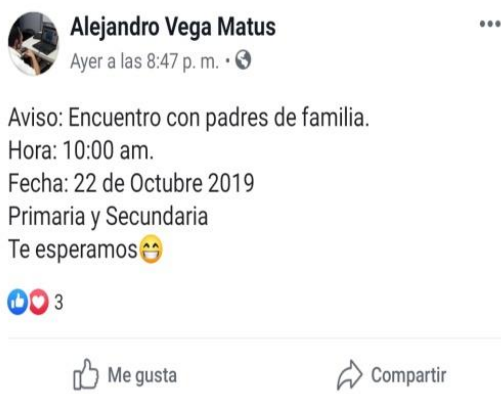 Alejandro Vega Matus
Ayer a las 8:47 p. m. ·
Aviso: Encuentro con padres de familia.
Hora: 10:00 am.
Fecha: 22 de Octubre 2019
Primaria y Secundaria
Te esperamos😁
3
Me gusta
Compartir